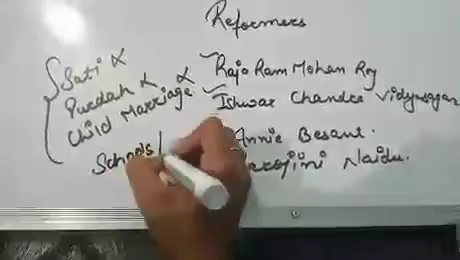 Reformers
Sati x
Purdah x
Child Marriage x
Raja Ram Mohan Roy
Ishwar Chandra Vidyasagar
Annie Besant.
Naidu.
Schools